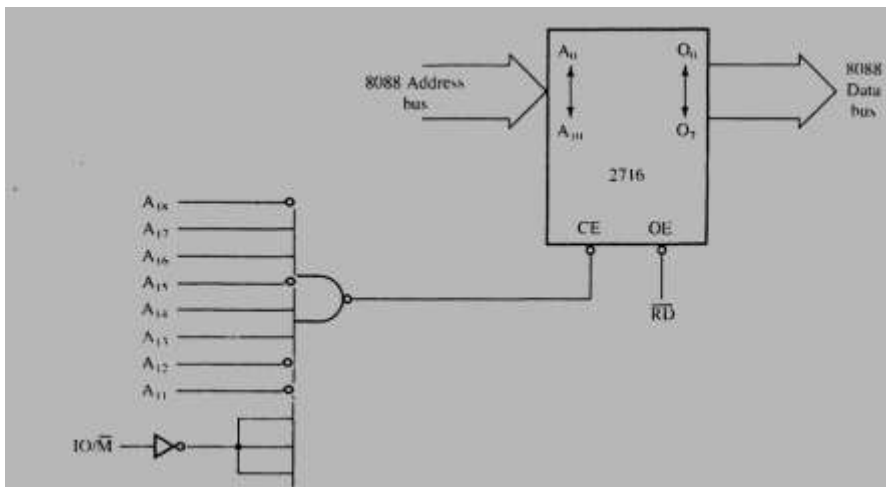 8088 Address
bus
A₀
A₁₀
O₀
O₇
2716
CE
OE
8088
Data
bus
RD̅
A₁₈
A₁₇
A₁₆
A₁₅
A₁₄
A₁₃
A₁₂
A₁₁
IO/M̅